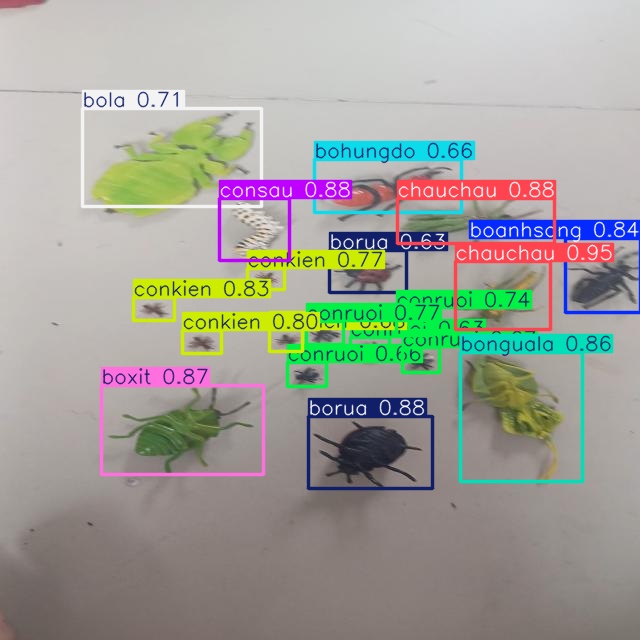 bola 0.71
bohungdo 0.66
consau 0.88
chauchau 0.88
boanhsang 0.84
borua 0.63
chauchau 0.95
conkien 0.77
conkien 0.83
conruoi 0.74
conruoi 0.77
conkien 0.80
conruoi 0.66
bonguala 0.86
boxit 0.87
borua 0.88